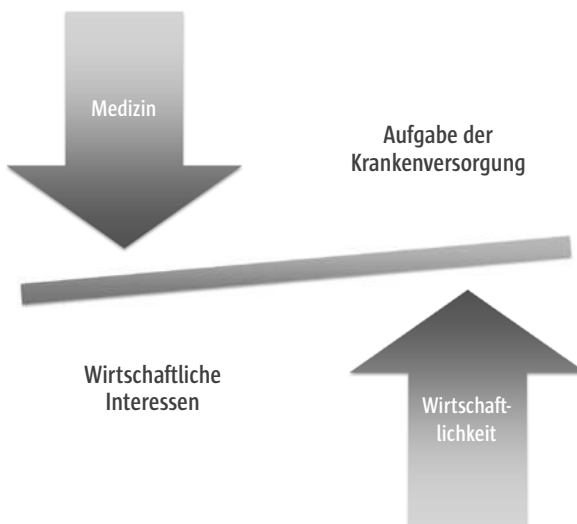 Medizin
Aufgabe der
Krankenversorgung
Wirtschaftliche
Interessen
Wirtschaft-
lichkeit